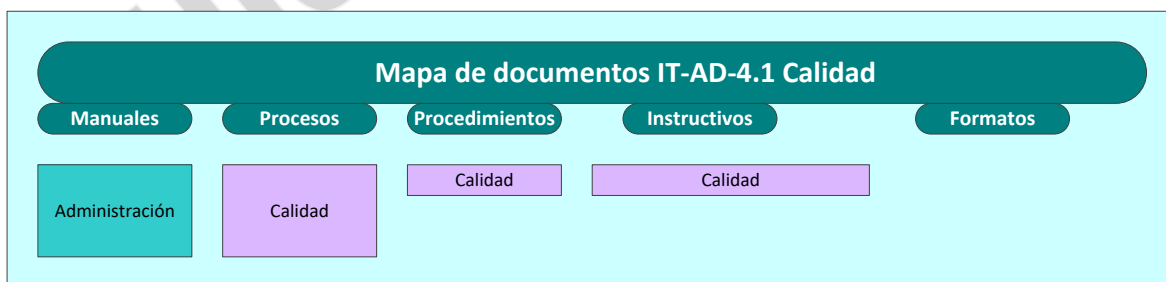 Mapa de documentos IT-AD-4.1 Calidad
Manuales Procesos Procedimientos Instructivos Formatos
Administración Calidad Calidad Calidad